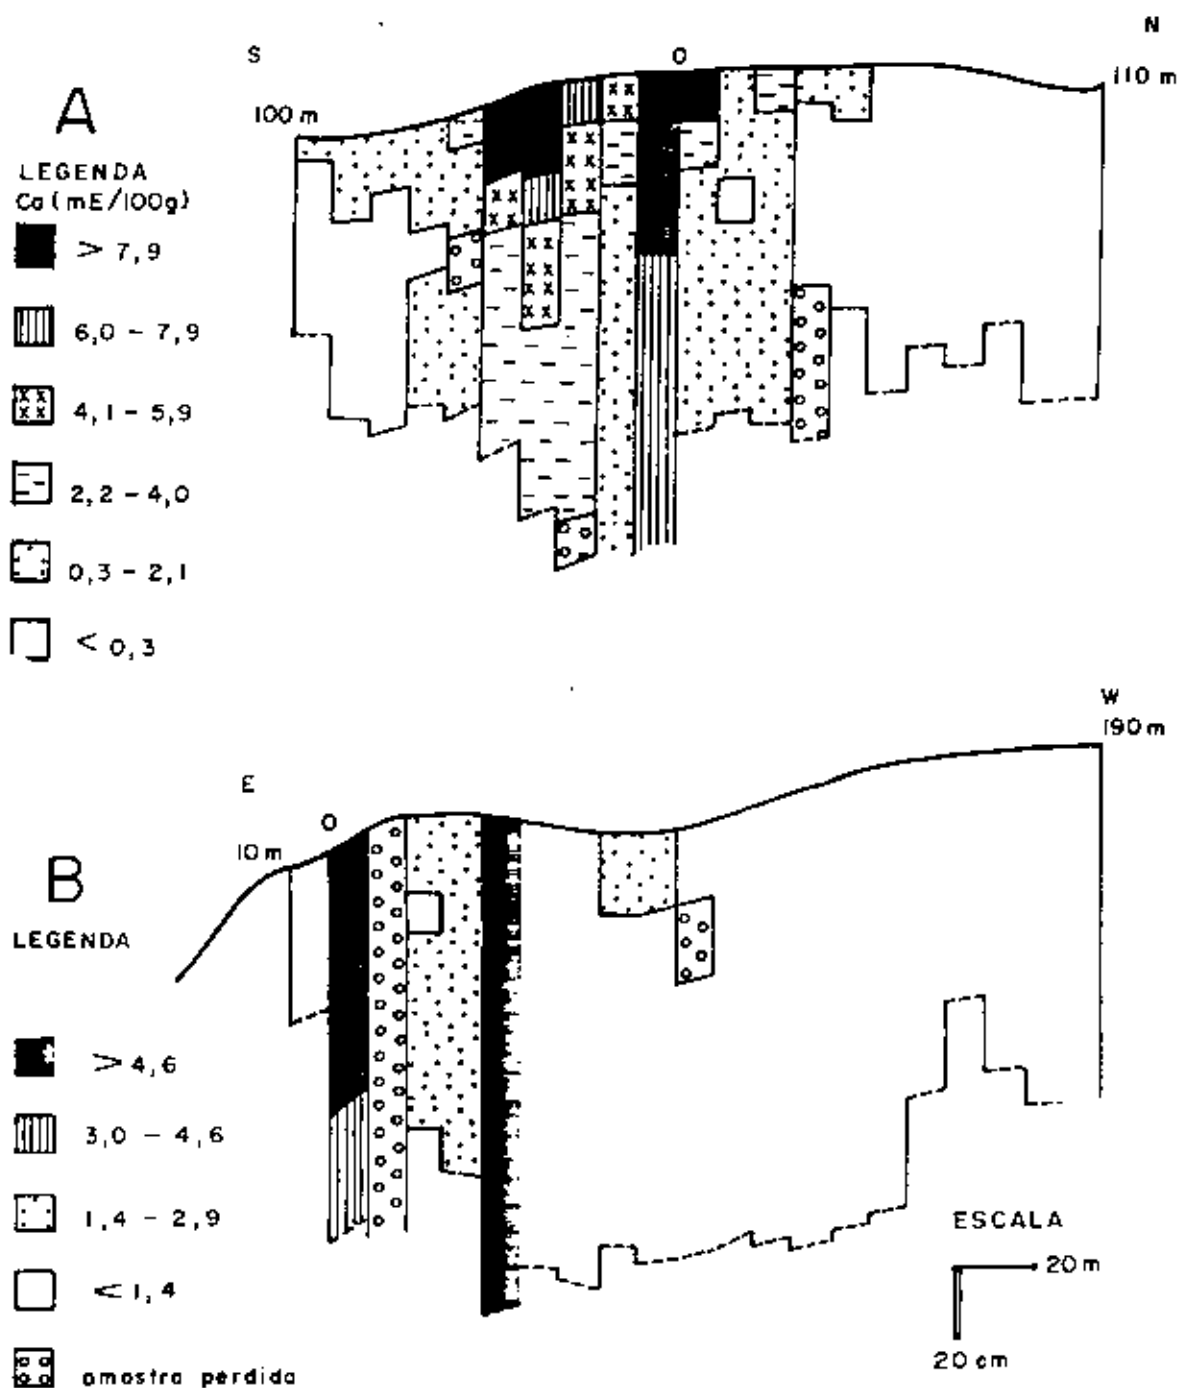 S
O
N
A
100 m
110 m
LEGENDA
Ca (mE/100g)
> 7,9
6,0 - 7,9
4,1 - 5,9
2,2 - 4,0
0,3 - 2,1
< 0,3
E
W
190 m
O
10 m
B
LEGENDA
> 4,6
3,0 - 4,6
1,4 - 2,9
< 1,4
amostra perdida
ESCALA
20 m
20 cm